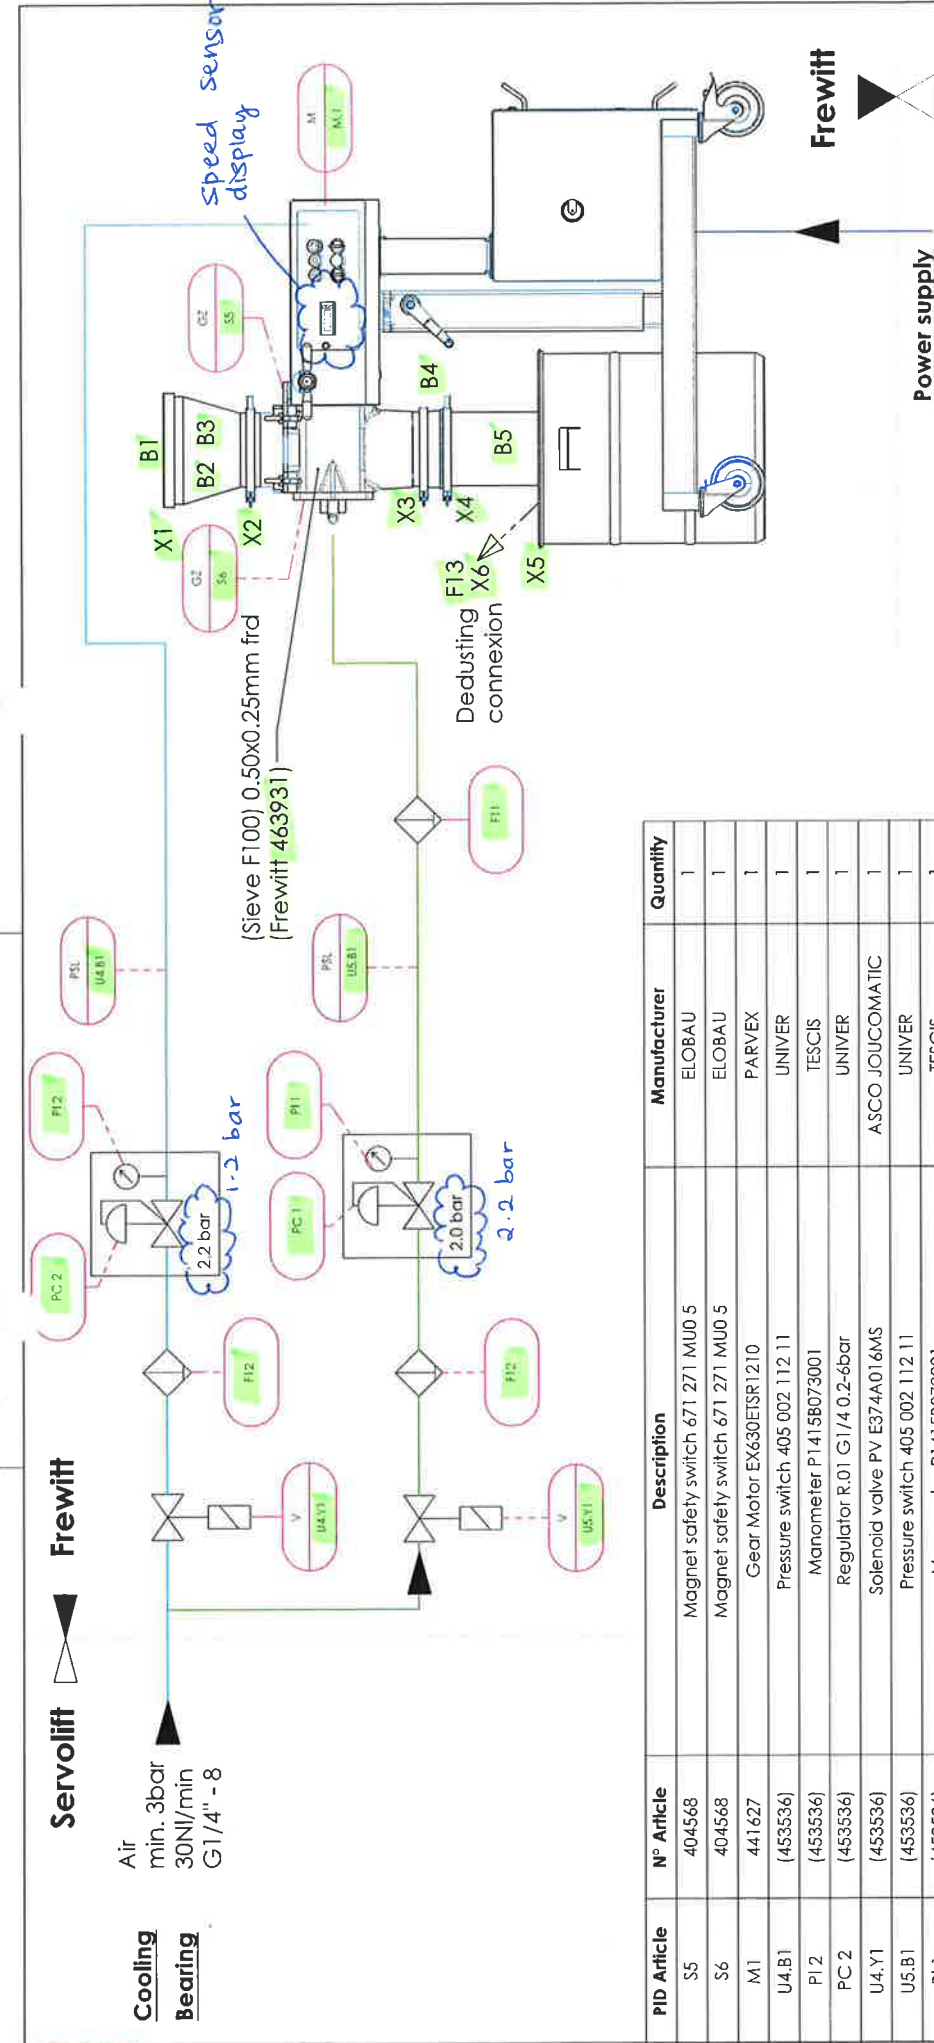 Servolift Frewitt
Cooling
Bearing
Air
min. 3bar
30Nl/min
G1/4" - 8
V
U4.Y1
F12
PC 2
PI 2
2.2 bar
1.2 bar
PSL
U4.B1
V
U5.Y1
F12
PC 1
PI 1
2.0 bar
2.2 bar
PSL
U5.B1
F11
(Sieve F100) 0.50x0.25mm frd
(Frewitt 463931)
GZ
S6
GZ
S5
M
M.1
speed sensor
display
X1
B1
B2 B3
X2
X3
B4
X4
B5
X5
F13
X6
Dedusting
connexion
Frewitt
Power supply
PID Article N° Article Description Manufacturer Quantity
S5 404568 Magnet safety switch 671 271 MU0 5 ELOBAU 1
S6 404568 Magnet safety switch 671 271 MU0 5 ELOBAU 1
M1 441627 Gear Motor EX630ETSR1210 PARVEX 1
U4.B1 (453536) Pressure switch 405 002 112 11 UNIVER 1
PI 2 (453536) Manometer P1415B073001 TESCIS 1
PC 2 (453536) Regulator R.01 G1/4 0.2-6bar UNIVER 1
U4.Y1 (453536) Solenoid valve PV E374A016MS ASCO JOUCOMATIC 1
U5.B1 (453536) Pressure switch 405 002 112 11 UNIVER 1